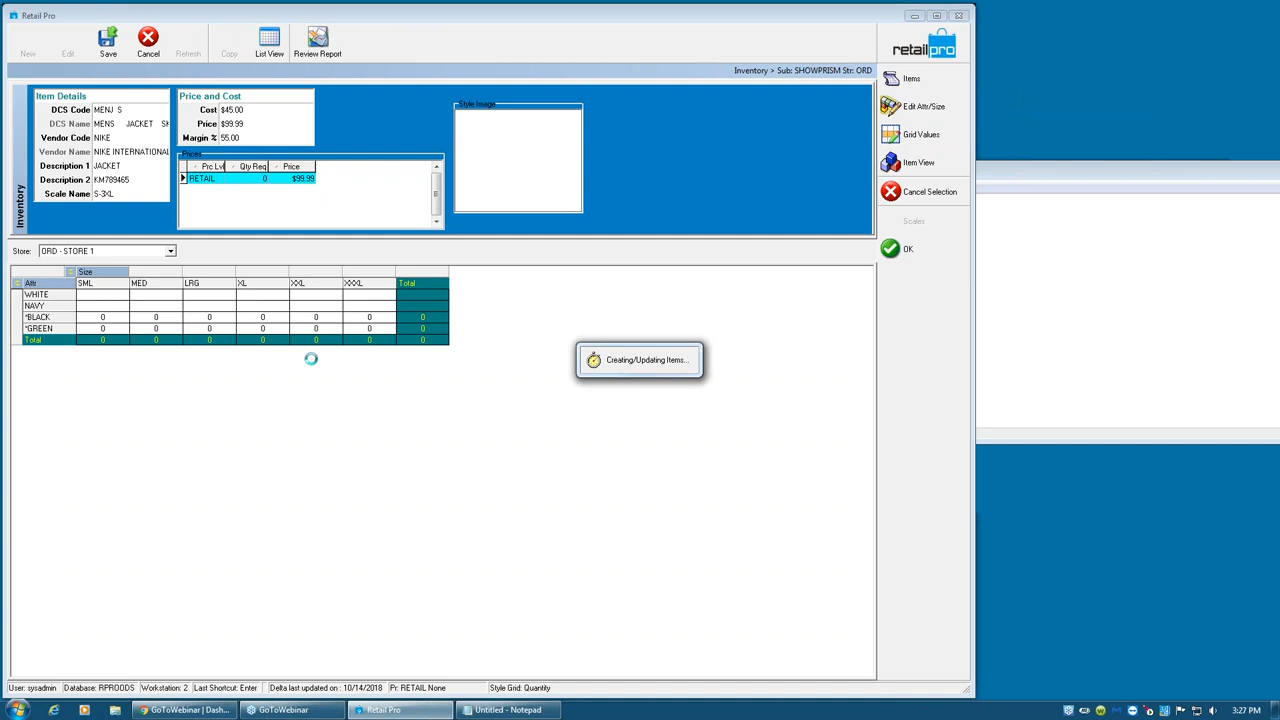 Retail Pro
New Edit Save Cancel Refresh Copy List View Review Report
retailpro
Inventory > Sub: SHOWPRISM Str: ORD
Inventory
Item Details
DCS Code MENJ S
DCS Name MENS JACKET
Vendor Code NIKE
Vendor Name NIKE INTERNATIONAL
Description 1 JACKET
Description 2 KM789465
Scale Name S-3XL
Price and Cost
Cost $45.00
Price $99.99
Margin % 55.00
Prices
Prc Lvl Qty Req Price
RETAIL 0 $99.99
Style Image
Items
Edit Attr/Size
Grid Values
Item View
Cancel Selection
Scales
OK
Store: ORD - STORE 1
Size
Attr SML MED LRG XL XXL XXXL Total
WHITE
NAVY
*BLACK 0 0 0 0 0 0 0
*GREEN 0 0 0 0 0 0 0
Total 0 0 0 0 0 0 0
Creating/Updating Items...
User: sysadmin Database: RPROODS Workstation: 2 Last Shortcut: Enter Delta last updated on : 10/14/2018 Pr: RETAIL None Style Grid: Quantity
GoToWebinar | Dash... GoToWebinar Retail Pro Untitled - Notepad 3:27 PM